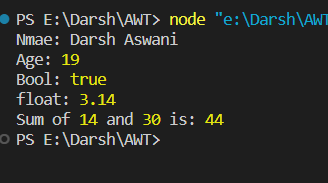 PS E:\Darsh\AWT> node "e:\Darsh\AW
Nmae: Darsh Aswani
Age: 19
Bool: true
float: 3.14
Sum of 14 and 30 is: 44
PS E:\Darsh\AWT>